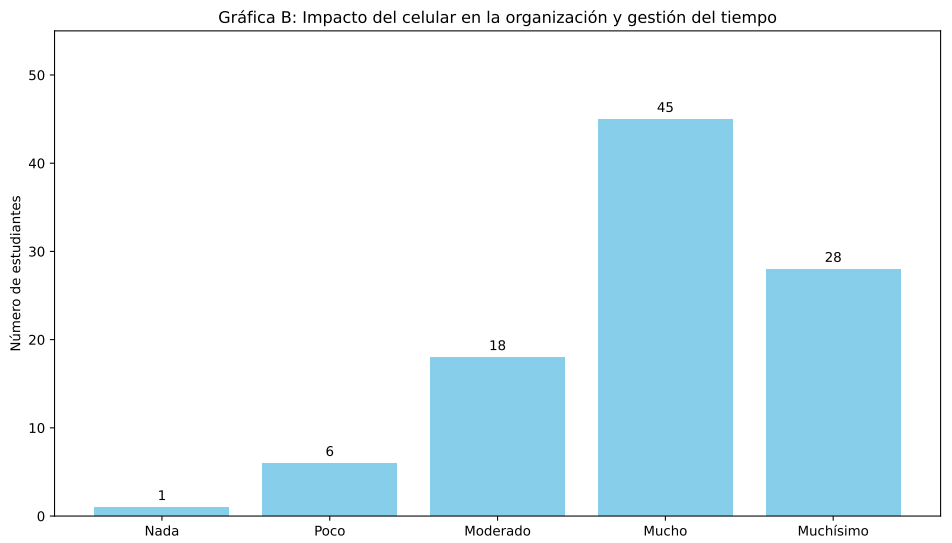 Gráfica B: Impacto del celular en la organización y gestión del tiempo
Número de estudiantes
50
40
30
20
10
0
1
6
18
45
28
Nada
Poco
Moderado
Mucho
Muchísimo